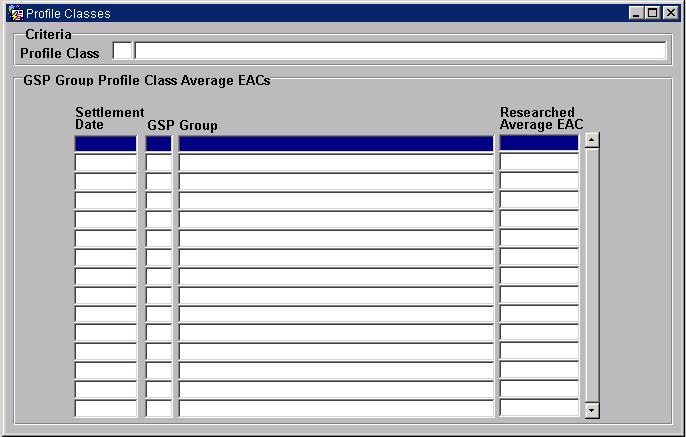 Profile Classes
Criteria
Profile Class
GSP Group Profile Class Average EACs
Settlement Date
GSP Group
Researched Average EAC